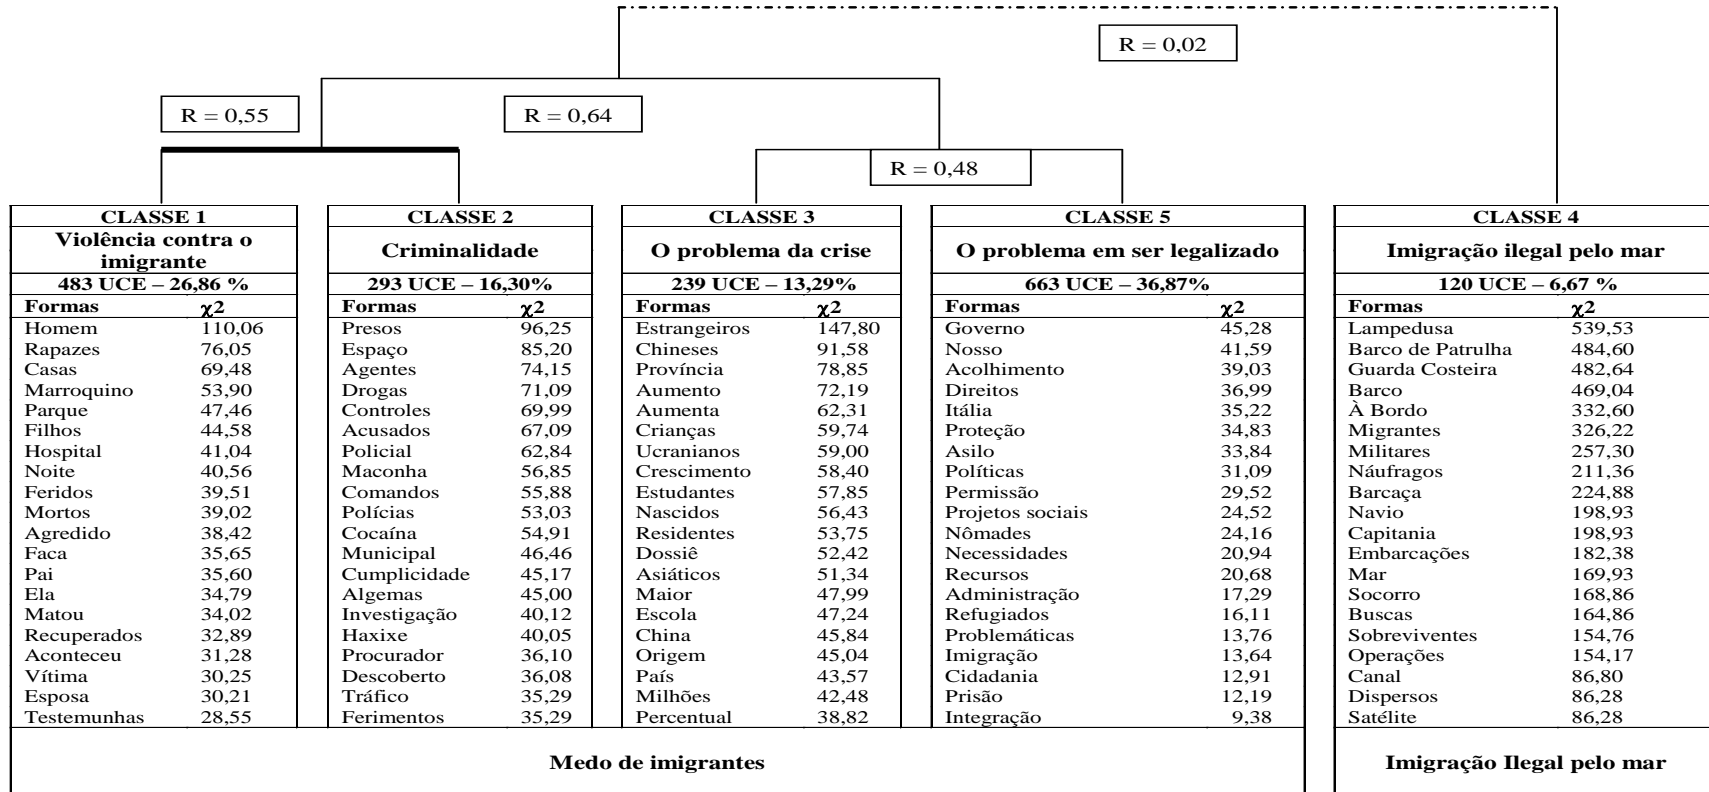 R = 0,02
R = 0,55
R = 0,64
R = 0,48
CLASSE 1
Violência contra o
imigrante
483 UCE – 26,86 %
Formas χ2
Homem 110,06
Rapazes 76,05
Casas 69,48
Marroquino 53,90
Parque 47,46
Filhos 44,58
Hospital 41,04
Noite 40,56
Feridos 39,51
Mortos 39,02
Agredido 38,42
Faca 35,65
Pai 35,60
Ela 34,79
Matou 34,02
Recuperados 32,89
Aconteceu 31,28
Vítima 30,25
Esposa 30,21
Testemunhas 28,55
CLASSE 2
Criminalidade
293 UCE – 16,30%
Formas χ2
Presos 96,25
Espaço 85,20
Agentes 74,15
Drogas 71,09
Controles 69,99
Acusados 67,09
Policial 62,84
Maconha 56,85
Comandos 55,88
Polícias 53,03
Cocaína 54,91
Municipal 46,46
Cumplicidade 45,17
Algemas 45,00
Investigação 40,12
Haxixe 40,05
Procurador 36,10
Descoberto 36,08
Tráfico 35,29
Ferimentos 35,29
CLASSE 3
O problema da crise
239 UCE – 13,29%
Formas χ2
Estrangeiros 147,80
Chineses 91,58
Província 78,85
Aumento 72,19
Aumenta 62,31
Crianças 59,74
Ucranianos 59,00
Crescimento 58,40
Estudantes 57,85
Nascidos 56,43
Residentes 53,75
Dossiê 52,42
Asiáticos 51,34
Maior 47,99
Escola 47,24
China 45,84
Origem 45,04
País 43,57
Milhões 42,48
Percentual 38,82
CLASSE 5
O problema em ser legalizado
663 UCE – 36,87%
Formas χ2
Governo 45,28
Nosso 41,59
Acolhimento 39,03
Direitos 36,99
Itália 35,22
Proteção 34,83
Asilo 33,84
Políticas 31,09
Permissão 29,52
Projetos sociais 24,52
Nômades 24,16
Necessidades 20,94
Recursos 20,68
Administração 17,29
Refugiados 16,11
Problemáticas 13,76
Imigração 13,64
Cidadania 12,91
Prisão 12,19
Integração 9,38
CLASSE 4
Imigração ilegal pelo mar
120 UCE – 6,67 %
Formas χ2
Lampedusa 539,53
Barco de Patrulha 484,60
Guarda Costeira 482,64
Barco 469,04
À Bordo 332,60
Migrantes 326,22
Militares 257,30
Náufragos 211,36
Barcaça 224,88
Navio 198,93
Capitania 198,93
Embarcações 182,38
Mar 169,93
Socorro 168,86
Buscas 164,86
Sobreviventes 154,76
Operações 154,17
Canal 86,80
Dispersos 86,28
Satélite 86,28
Medo de imigrantes
Imigração Ilegal pelo mar